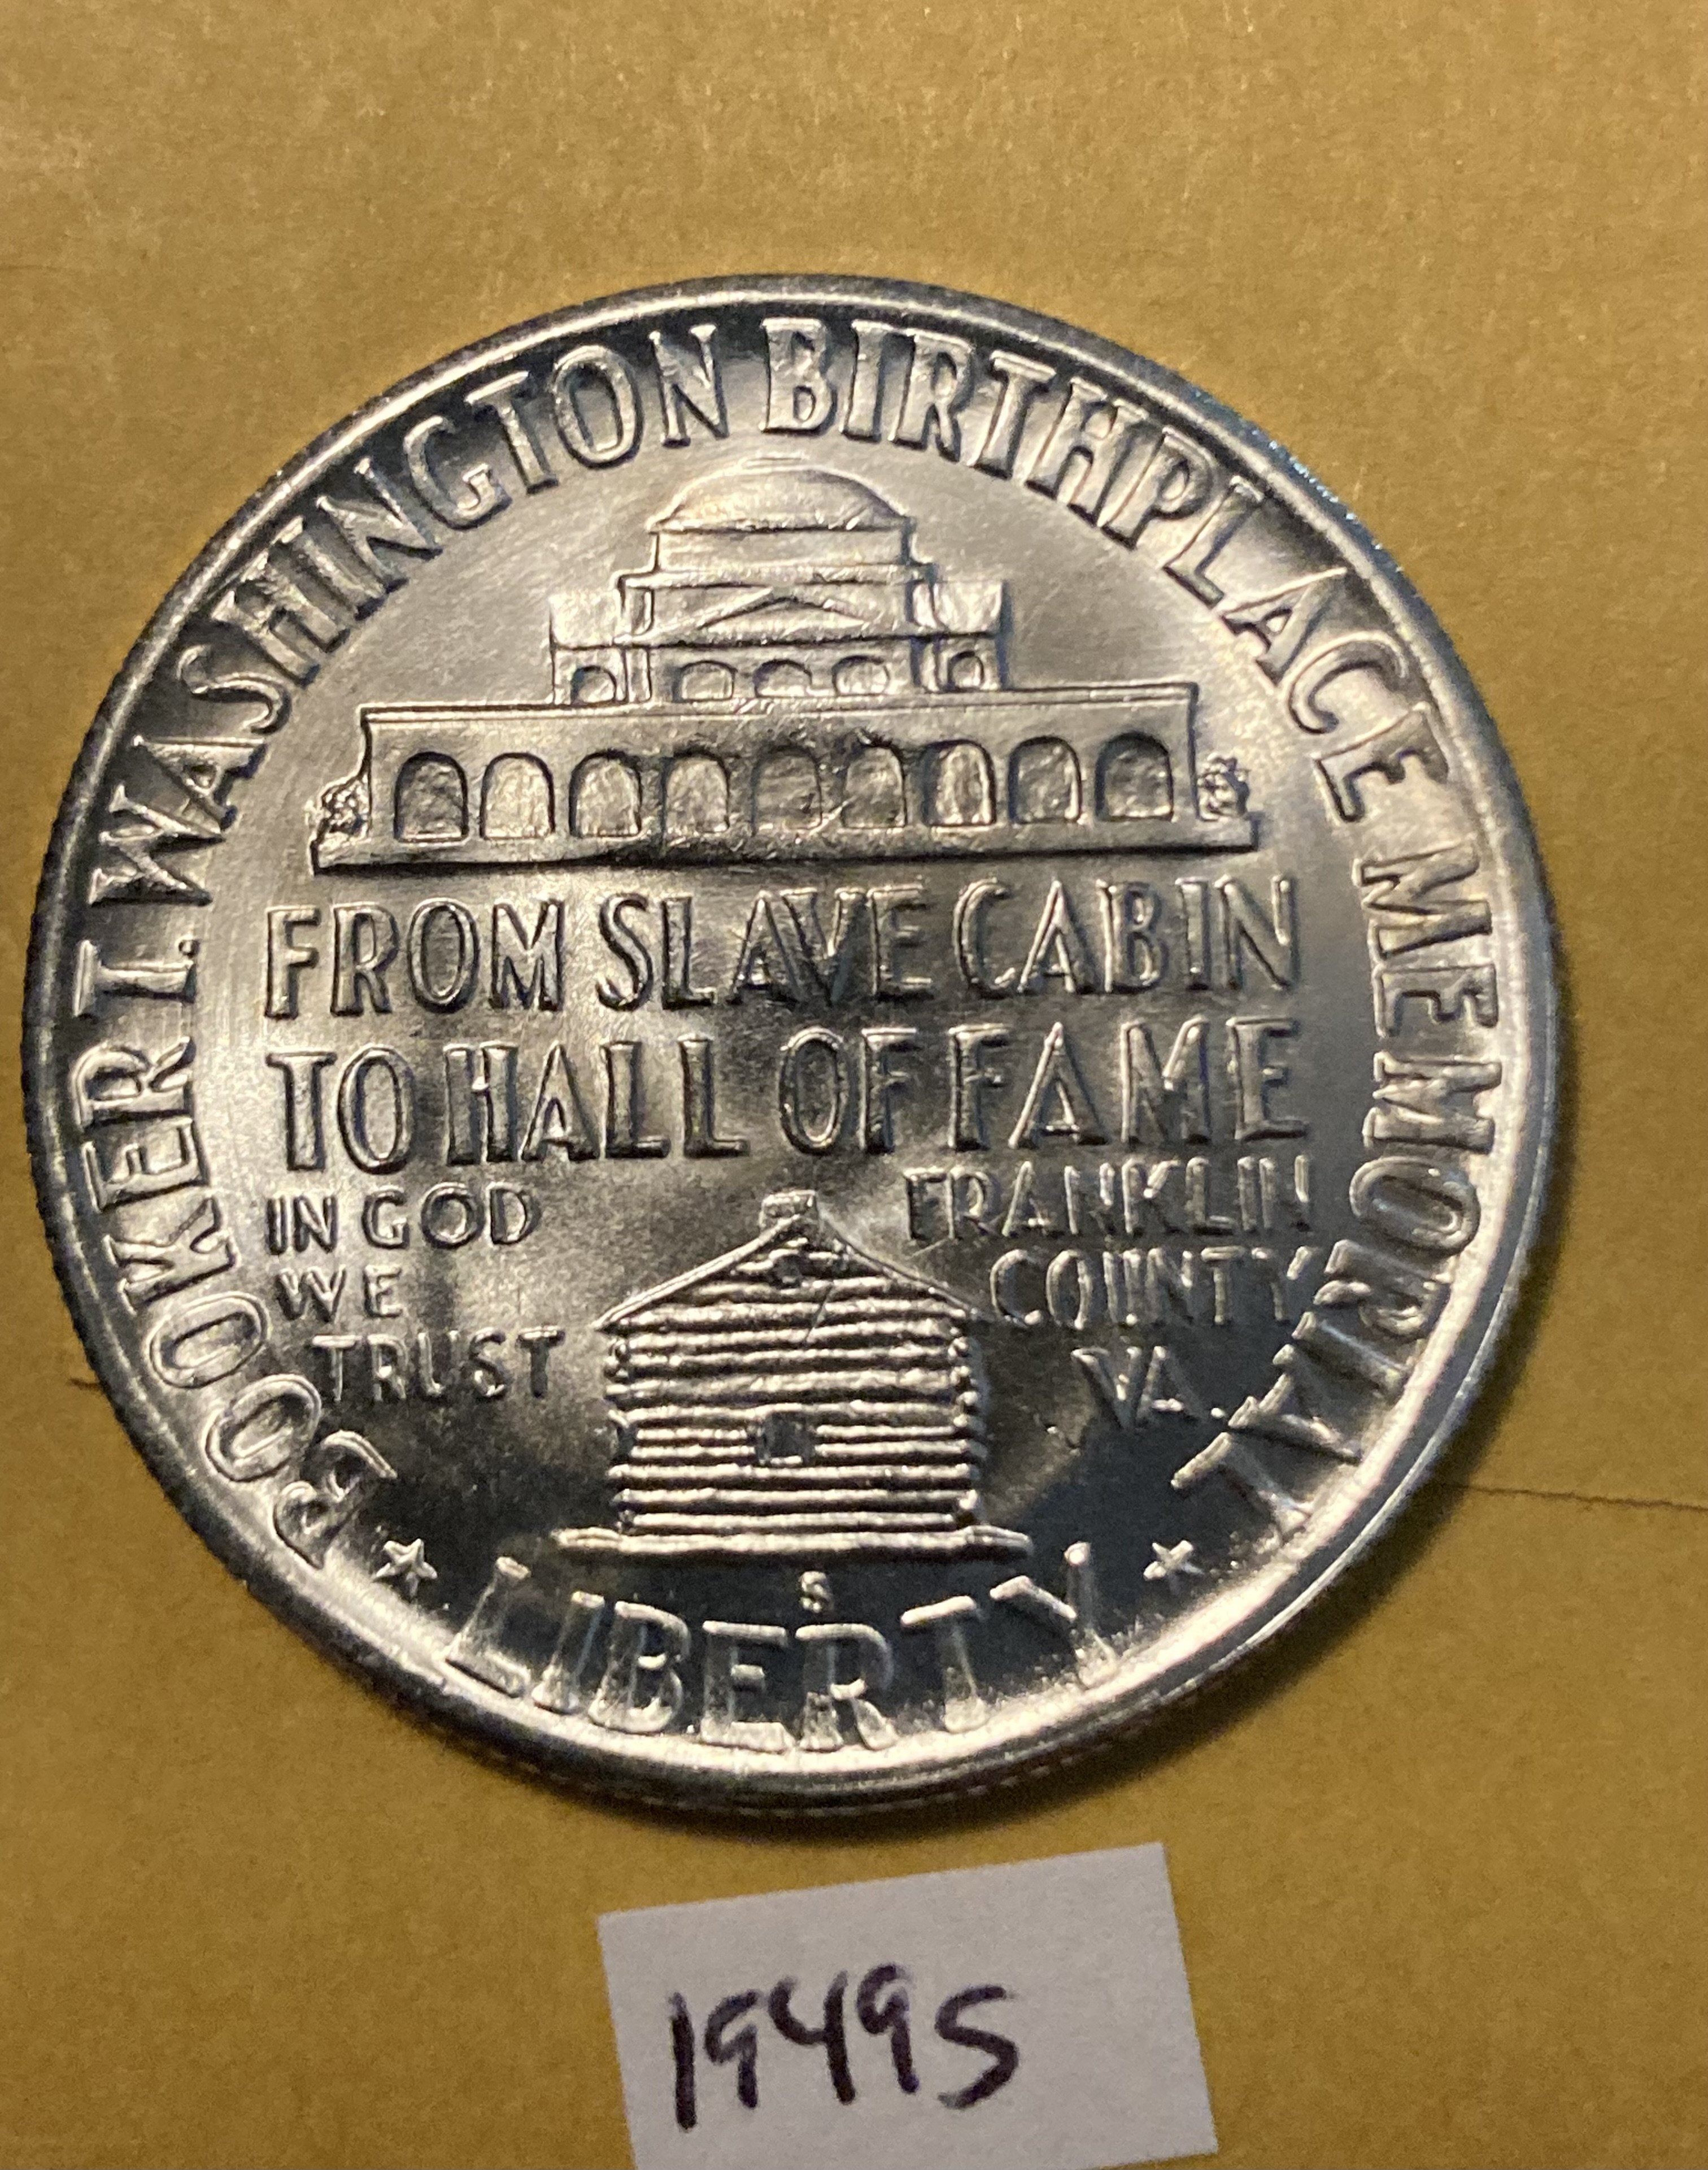 BOOKER T. WASHINGTON BIRTHPLACE MEMORIAL
FROM SLAVE CABIN
TO HALL OF FAME
IN GOD
WE
TRUST
FRANKLIN
COUNTY
VA.
S
LIBERTY
1949S